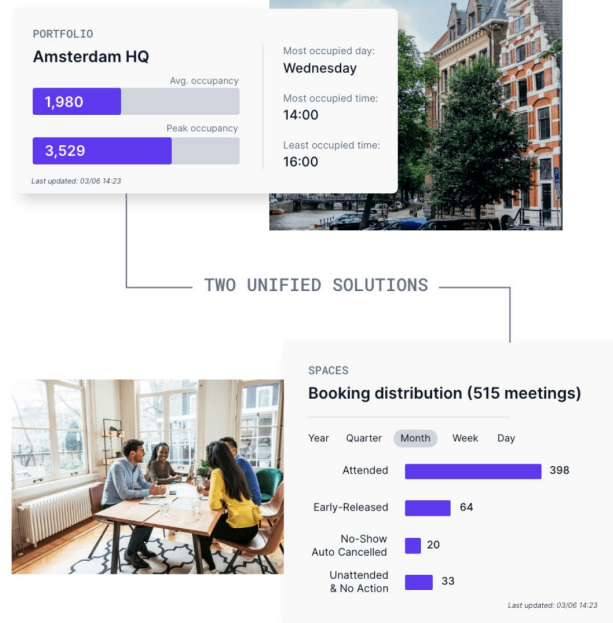 PORTFOLIO
Amsterdam HQ
Avg. occupancy
1,980
Peak occupancy
3,529
Last updated: 03/06 14:23
Most occupied day:
Wednesday
Most occupied time:
14:00
Least occupied time:
16:00
TWO UNIFIED SOLUTIONS
SPACES
Booking distribution (515 meetings)
Year Quarter Month Week Day
Attended 398
Early-Released 64
No-Show
Auto Cancelled 20
Unattended
& No Action 33
Last updated: 03/06 14:23